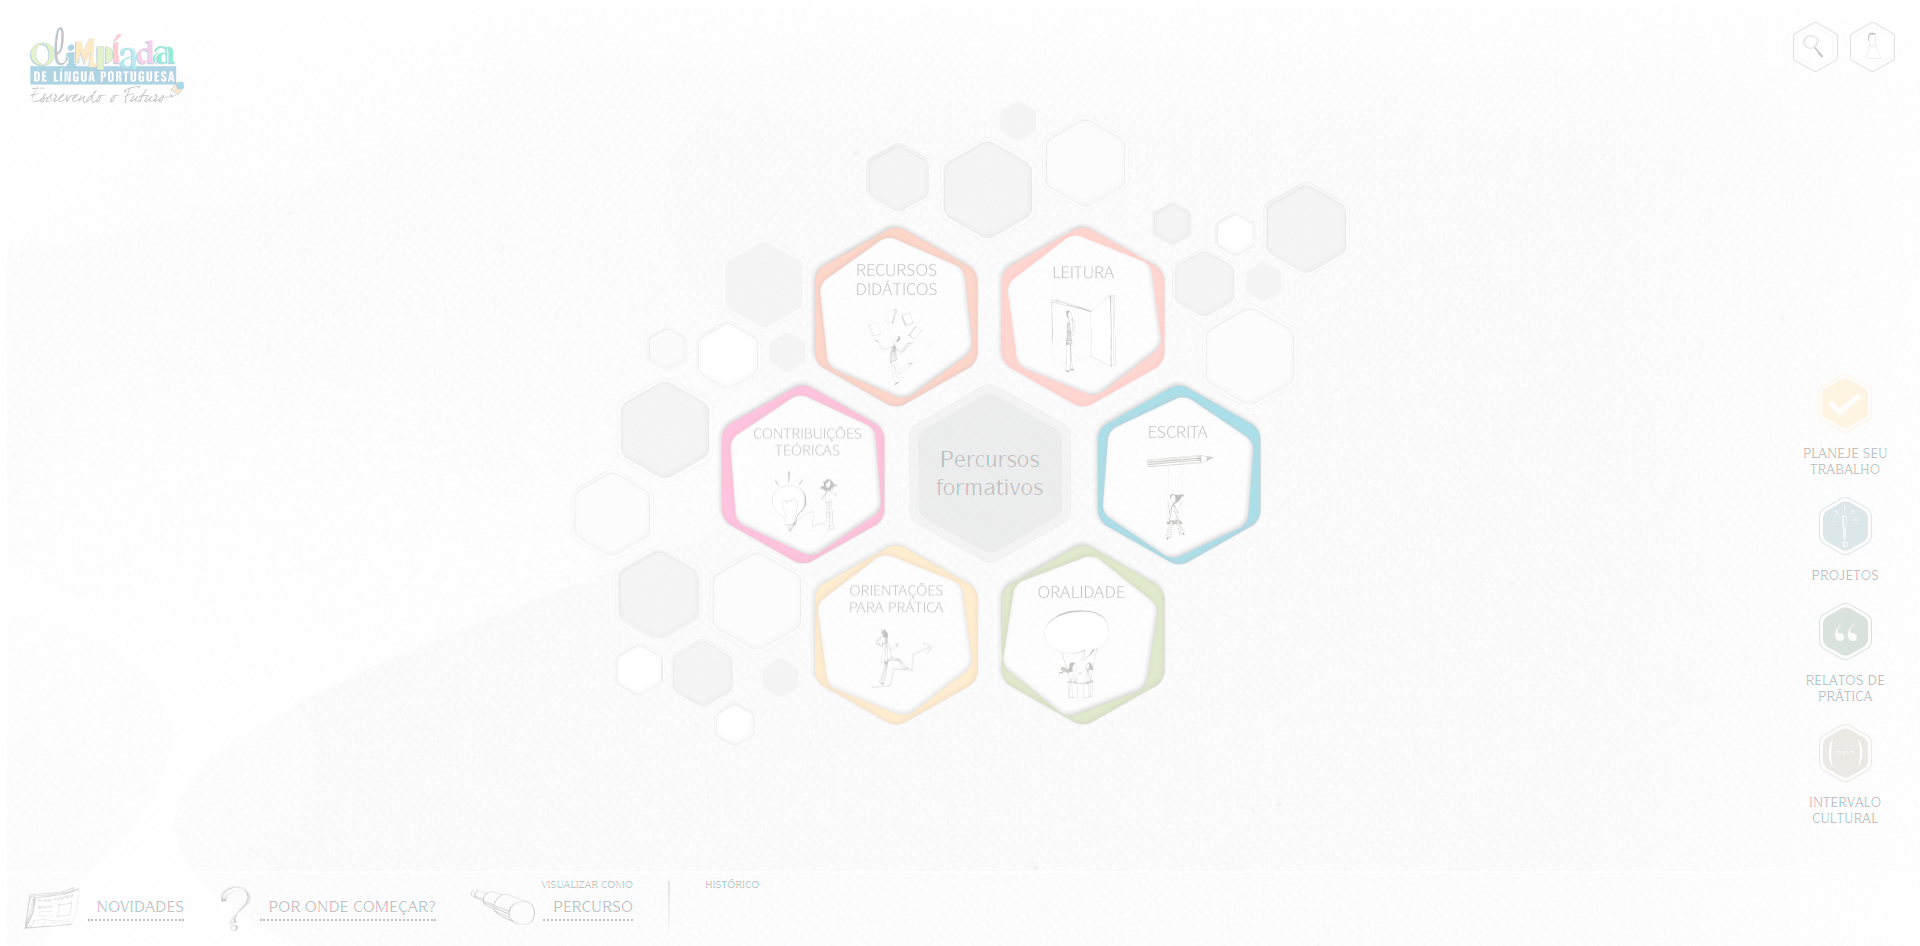 OliMpíada
DE LÍNGUA PORTUGUESA
Escrevendo o Futuro
RECURSOS
DIDÁTICOS
LEITURA
CONTRIBUIÇÕES
TEÓRICAS
Percursos
formativos
ESCRITA
ORIENTAÇÕES
PARA PRÁTICA
ORALIDADE
PLANEJE SEU
TRABALHO
PROJETOS
RELATOS DE
PRÁTICA
INTERVALO
CULTURAL
NOVIDADES
POR ONDE COMEÇAR?
VISUALIZAR COMO
PERCURSO
HISTÓRICO